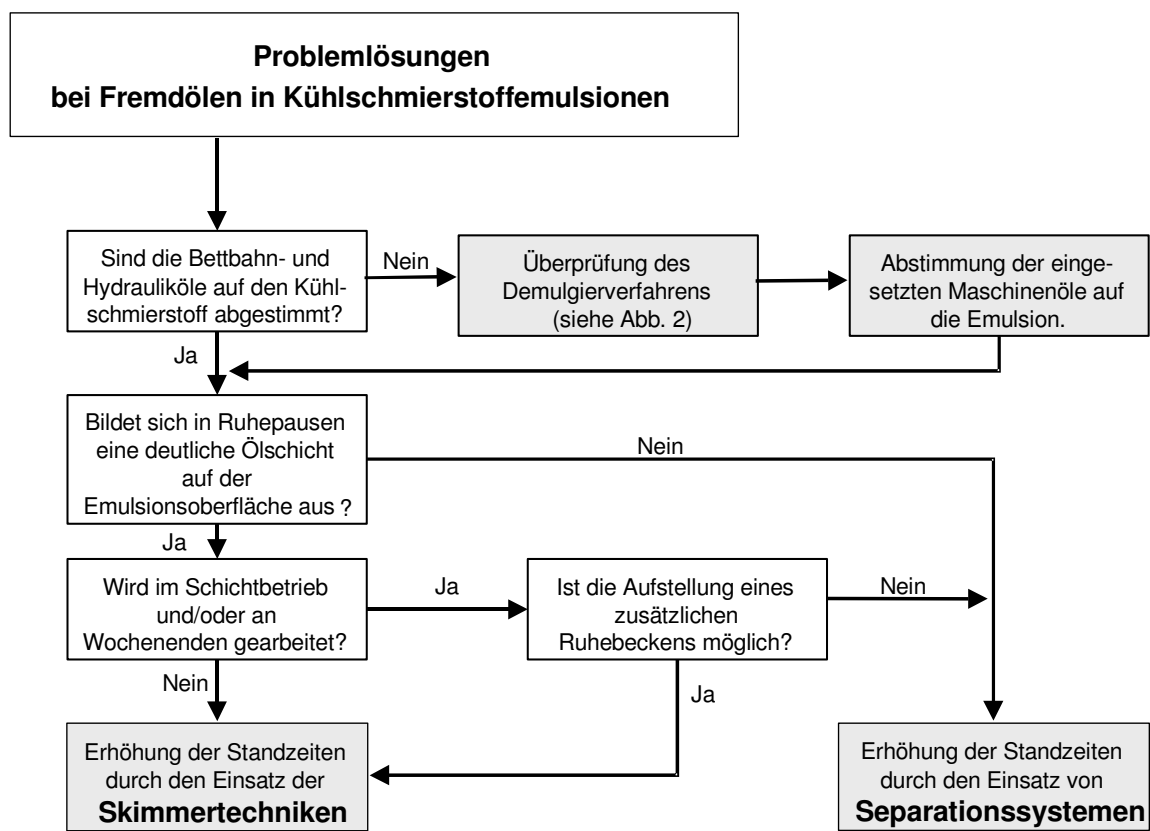 Problemlösungen
bei Fremdölen in Kühlschmierstoffemulsionen
Sind die Bettbahn- und
Hydrauliköle auf den Kühl-
schmierstoff abgestimmt?
Nein
Überprüfung des
Demulgierverfahrens
(siehe Abb. 2)
Abstimmung der einge-
setzten Maschinenöle auf
die Emulsion.
Ja
Bildet sich in Ruhepausen
eine deutliche Ölschicht
auf der
Emulsionsoberfläche aus ?
Nein
Ja
Wird im Schichtbetrieb
und/oder an
Wochenenden gearbeitet?
Ja
Ist die Aufstellung eines
zusätzlichen
Ruhebeckens möglich?
Nein
Nein
Ja
Erhöhung der Standzeiten
durch den Einsatz der
Skimmertechniken
Erhöhung der Standzeiten
durch den Einsatz von
Separationssystemen